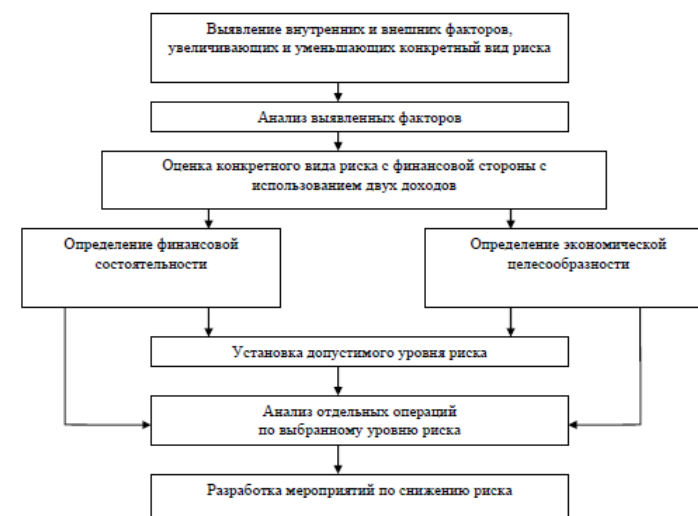 Выявление внутренних и внешних факторов,
увеличивающих и уменьшающих конкретный вид риска
Анализ выявленных факторов
Оценка конкретного вида риска с финансовой стороны с
использованием двух доходов
Определение финансовой
состоятельности
Определение экономической
целесообразности
Установка допустимого уровня риска
Анализ отдельных операций
по выбранному уровню риска
Разработка мероприятий по снижению риска